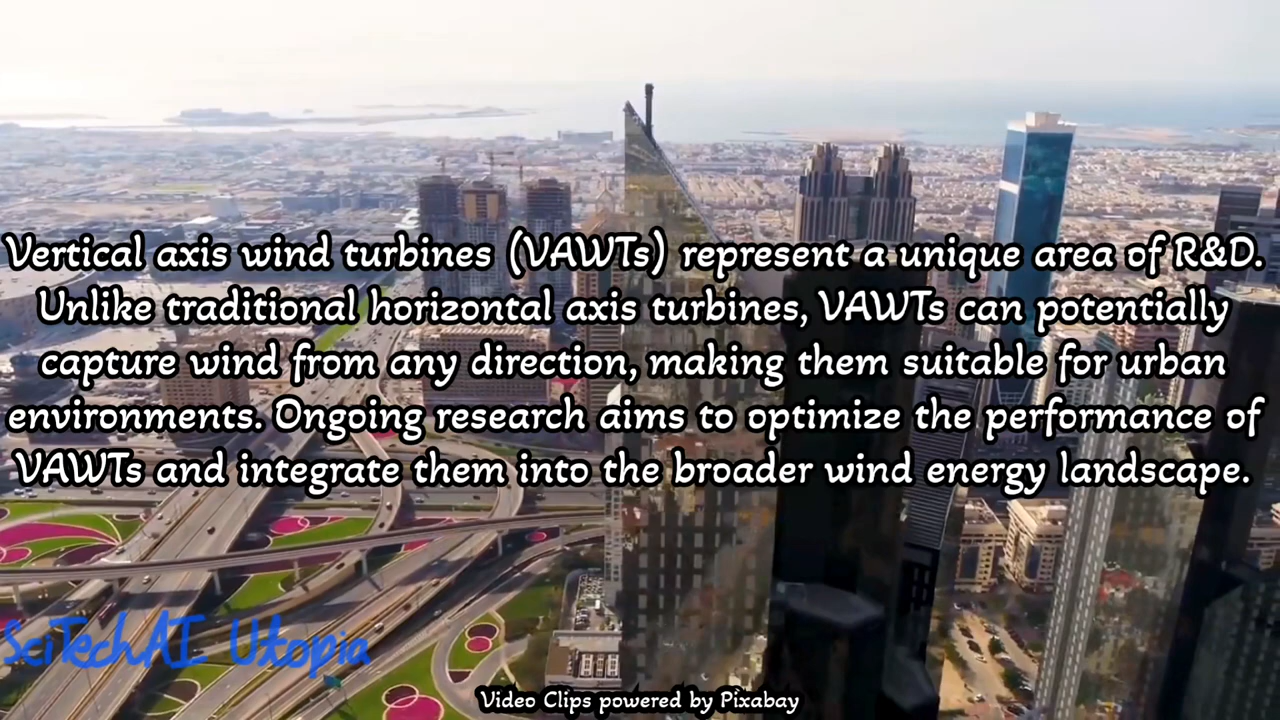 Vertical axis wind turbines (VAWTs) represent a unique area of R&D.
Unlike traditional horizontal axis turbines, VAWTs can potentially
capture wind from any direction, making them suitable for urban
environments. Ongoing research aims to optimize the performance of
VAWTs and integrate them into the broader wind energy landscape.
SciTechAI Utopia
Video Clips powered by Pixabay